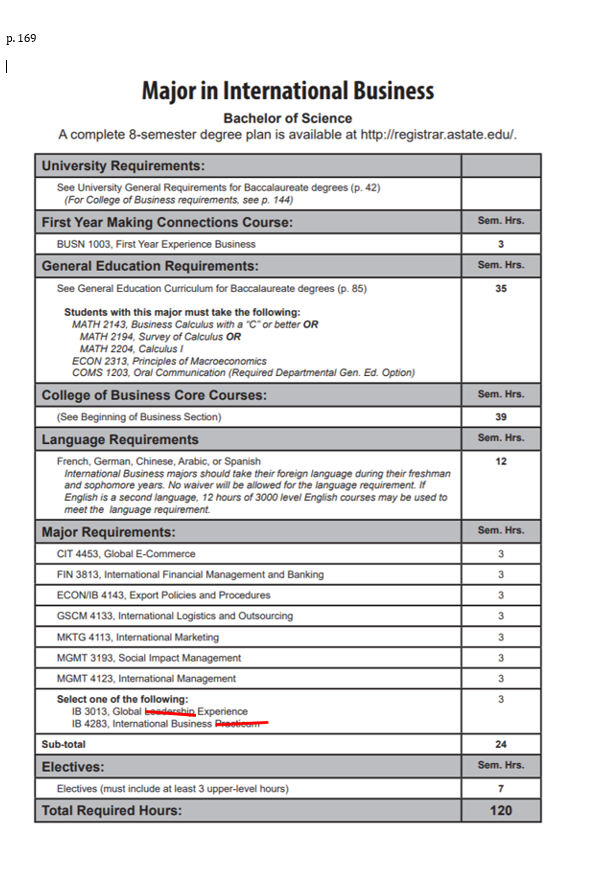 p. 169
Major in International Business
Bachelor of Science
A complete 8-semester degree plan is available at http://registrar.astate.edu/.
University Requirements:
See University General Requirements for Baccalaureate degrees (p. 42)
(For College of Business requirements, see p. 144)
First Year Making Connections Course: Sem. Hrs.
BUSN 1003, First Year Experience Business 3
General Education Requirements: Sem. Hrs.
See General Education Curriculum for Baccalaureate degrees (p. 85) 35
Students with this major must take the following:
MATH 2143, Business Calculus with a "C" or better OR
MATH 2194, Survey of Calculus OR
MATH 2204, Calculus I
ECON 2313, Principles of Macroeconomics
COMS 1203, Oral Communication (Required Departmental Gen. Ed. Option)
College of Business Core Courses: Sem. Hrs.
(See Beginning of Business Section) 39
Language Requirements Sem. Hrs.
French, German, Chinese, Arabic, or Spanish 12
International Business majors should take their foreign language during their freshman
and sophomore years. No waiver will be allowed for the language requirement. If
English is a second language, 12 hours of 3000 level English courses may be used to
meet the language requirement.
Major Requirements: Sem. Hrs.
CIT 4453, Global E-Commerce 3
FIN 3813, International Financial Management and Banking 3
ECON/IB 4143, Export Policies and Procedures 3
GSCM 4133, International Logistics and Outsourcing 3
MKTG 4113, International Marketing 3
MGMT 3193, Social Impact Management 3
MGMT 4123, International Management 3
Select one of the following: 3
IB 3013, Global Leadership Experience
IB 4283, International Business Practicum
Sub-total 24
Electives: Sem. Hrs.
Electives (must include at least 3 upper-level hours) 7
Total Required Hours: 120